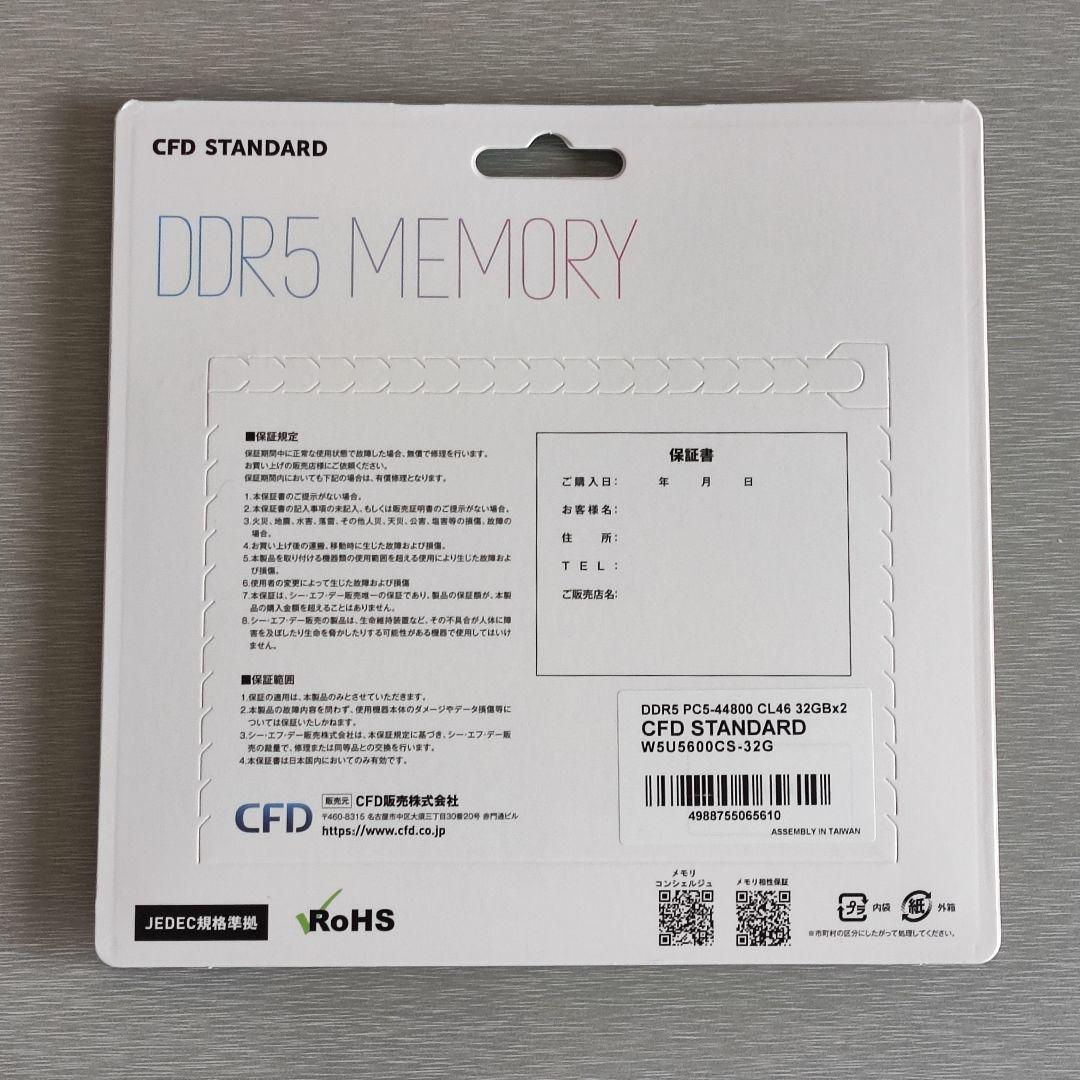 CFD STANDARD
DDR5 MEMORY
■保証規定
保証期間中に正常な使用状態で故障した場合、無償で修理を行います。
お買い上げの販売店様にご依頼ください。
保証期間内においても下記の場合は、有償修理となります。
1.本保証書のご提示がない場合。
2.本保証書の記入事項の未記入、もしくは販売証明書のご提示がない場合。
3.火災、地震、水害、落雷、その他人災、天災、公害、塩害等の損傷、故障の
場合。
4.お買い上げ後の運搬、移動時に生じた故障および損傷。
5.本製品を取り付ける機器類の使用範囲を超える使用により生じた故障およ
び損傷。
6.使用者の変更によって生じた故障および損傷
7.本保証は、シー・エフ・デー販売唯一の保証であり、製品の保証額が、本製
品の購入金額を超えることはありません。
8.シー・エフ・デー販売の製品は、生命維持装置など、その不具合が人体に障
害を及ぼしたり生命を脅かしたりする可能性がある機器で使用してはいけ
ません。
■保証範囲
1.保証の適用は、本製品のみとさせていただきます。
2.本製品の故障内容を問わず、使用機器本体のダメージやデータ損傷等に
ついては保証いたしかねます。
3.シー・エフ・デー販売株式会社は、本保証規定に基づき、シー・エフ・デー販
売の裁量で、修理または同等品との交換を行います。
4.本保証書は日本国内においてのみ有効です。
CFD
販売元 CFD販売株式会社
〒460-8315 名古屋市中区大須三丁目30番20号 赤門通ビル
https://www.cfd.co.jp
保証書
ご購入日: 年 月 日
お客様名:
住 所:
TEL:
ご販売店名:
DDR5 PC5-44800 CL46 32GBx2
CFD STANDARD
W5U5600CS-32G
4988755065610
ASSEMBLY IN TAIWAN
JEDEC規格準拠
RoHS
メモリ
コンシェルジュ
メモリ相性保証
プラ 内袋
紙 外箱
※市町村の区分にしたがって処理してください。